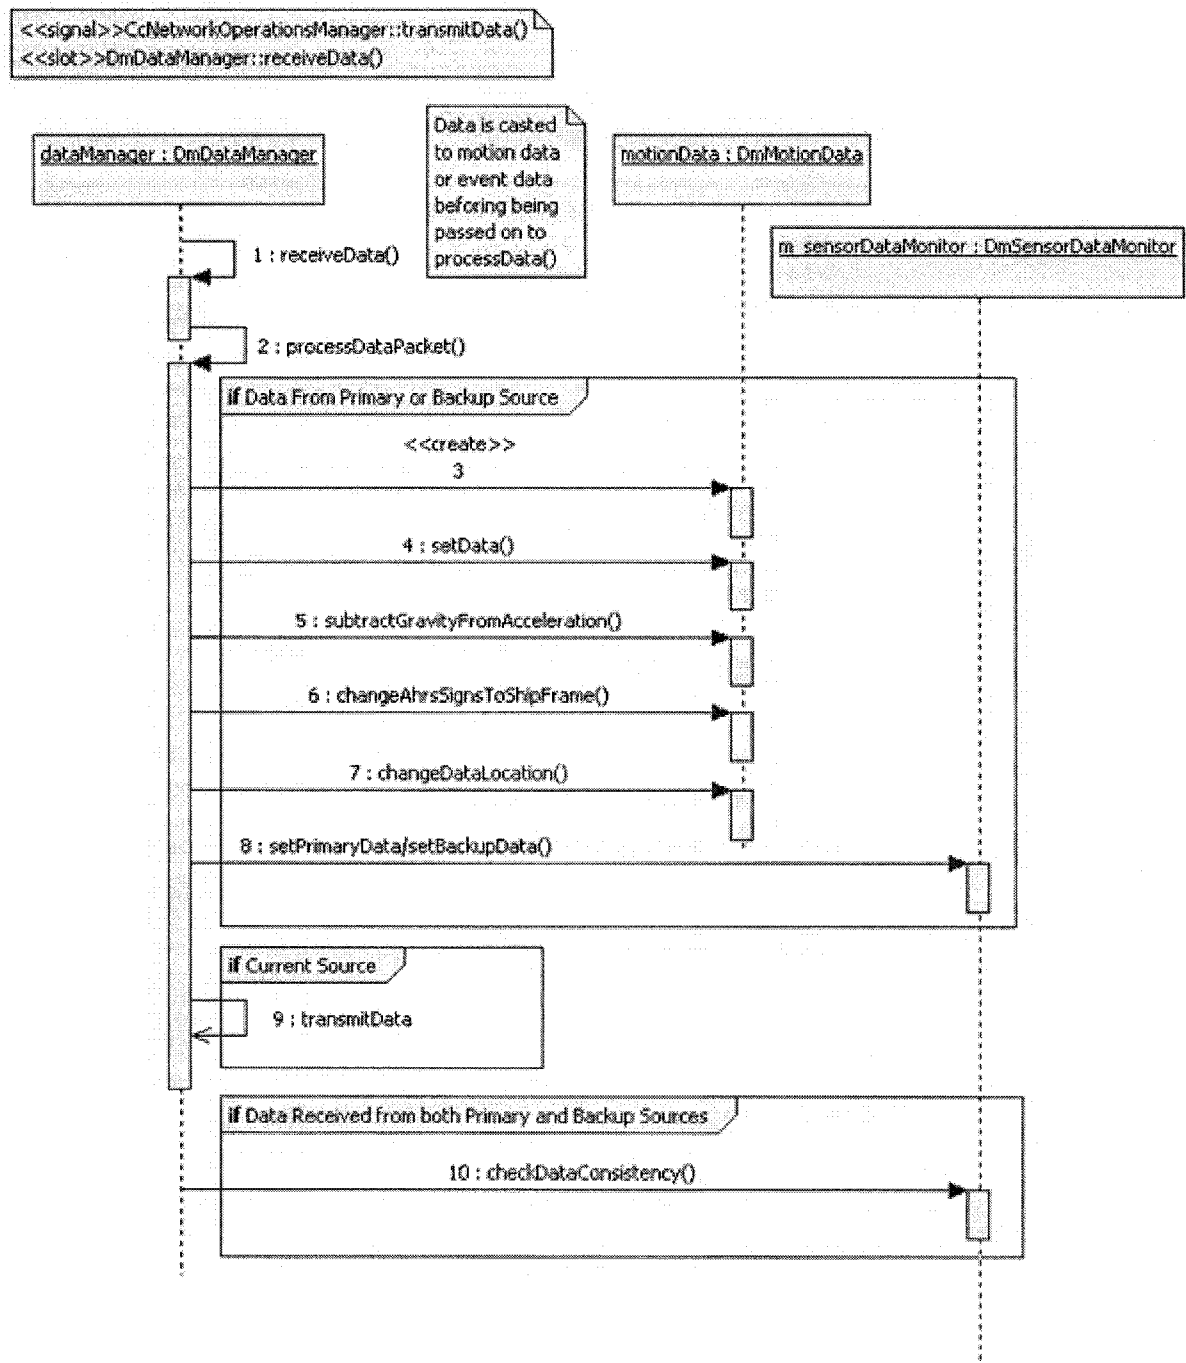 <<signal>>CcNetworkOperationsManager::transmitData()
<<slot>>DmDataManager::receiveData()
Data is casted
to motion data
or event data
beforing being
passed on to
processData()
dataManager : DmDataManager
motionData : DmMotionData
m_sensorDataMonitor : DmSensorDataMonitor
1 : receiveData()
2 : processDataPacket()
if Data From Primary or Backup Source
<<create>>
3
4 : setData()
5 : subtractGravityFromAcceleration()
6 : changeAhrsSignsToShipFrame()
7 : changeDataLocation()
8 : setPrimaryData/setBackupData()
if Current Source
9 : transmitData
if Data Received from both Primary and Backup Sources
10 : checkDataConsistency()